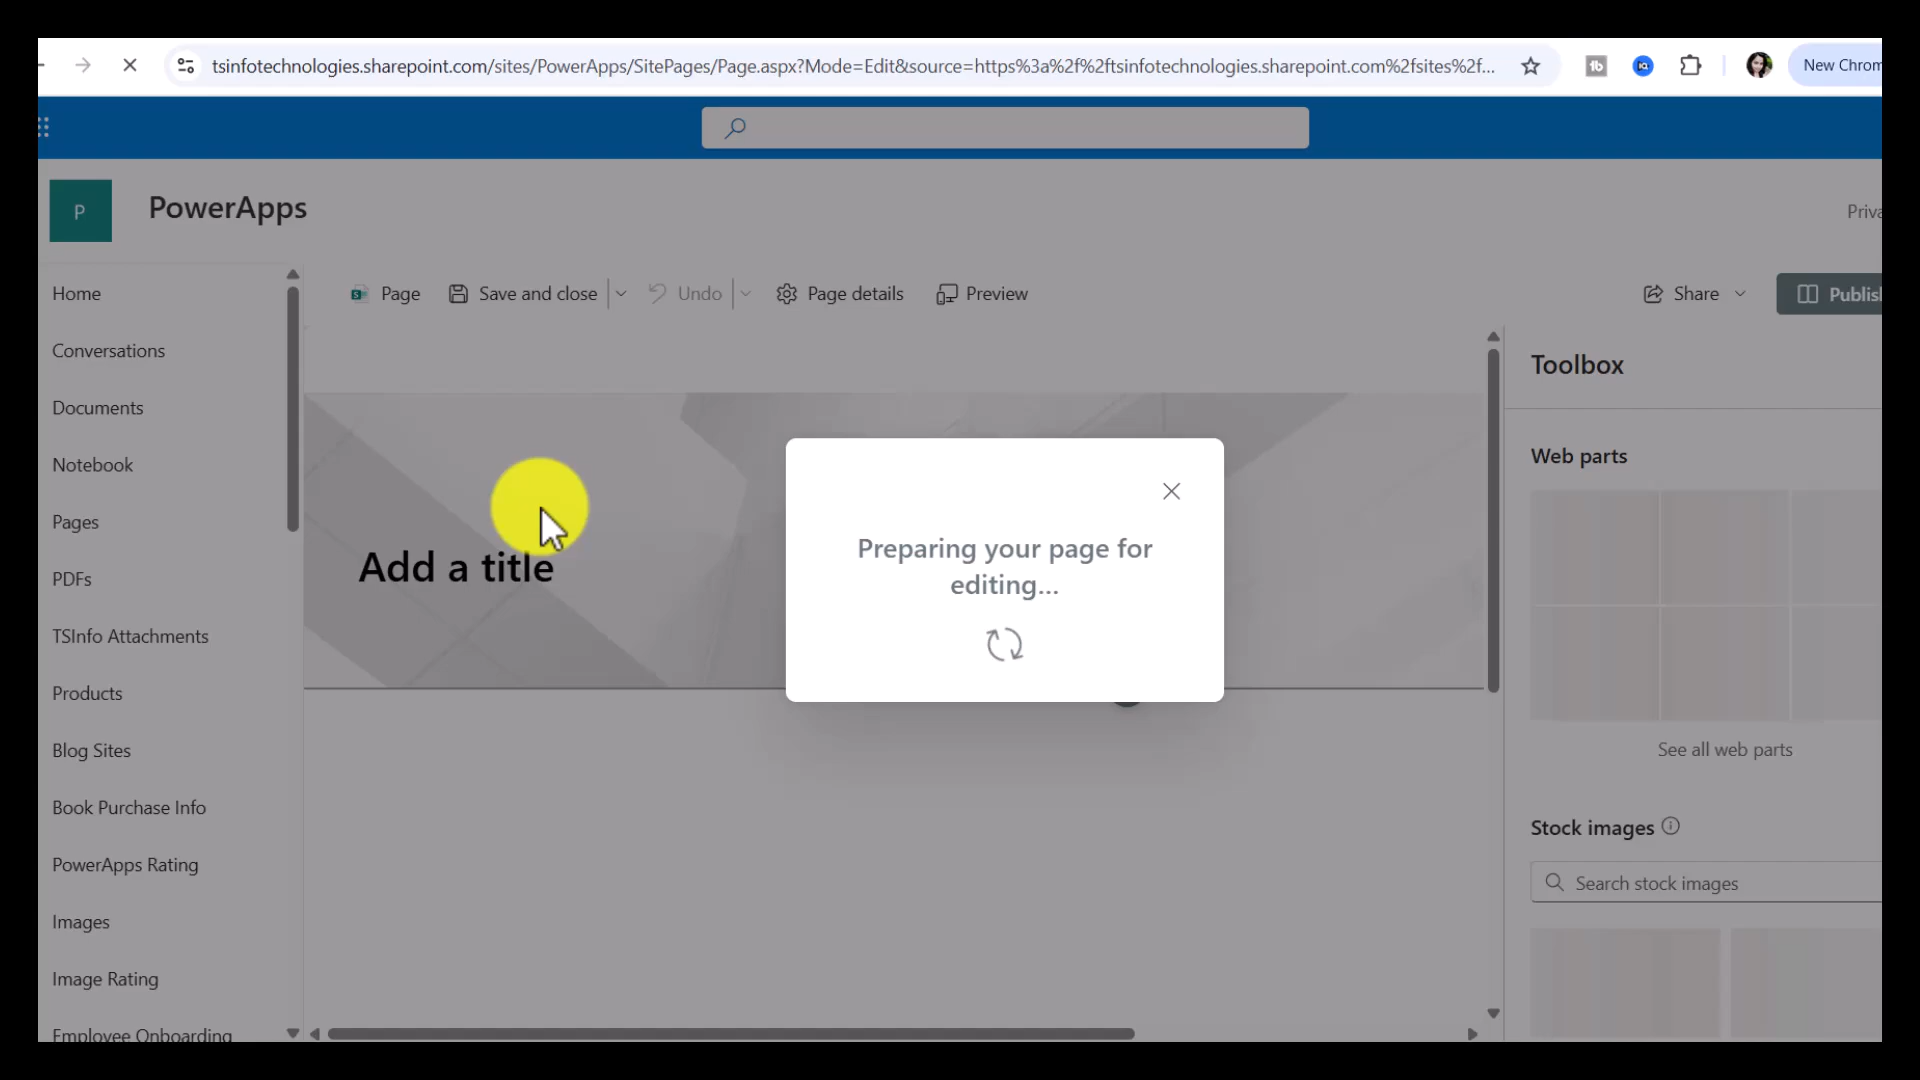 tsinfotechnologies.sharepoint.com/sites/PowerApps/SitePages/Page.aspx?Mode=Edit&source=https%3a%2f%2ftsinfotechnologies.sharepoint.com%2fsites%2f...
New Chrom
P
PowerApps
Priva
Home
Conversations
Documents
Notebook
Pages
PDFs
TSInfo Attachments
Products
Blog Sites
Book Purchase Info
PowerApps Rating
Images
Image Rating
Employee Onboarding
Page
Save and close
Undo
Page details
Preview
Share
Publish
Add a title
Preparing your page for
editing...
Toolbox
Web parts
See all web parts
Stock images
Search stock images